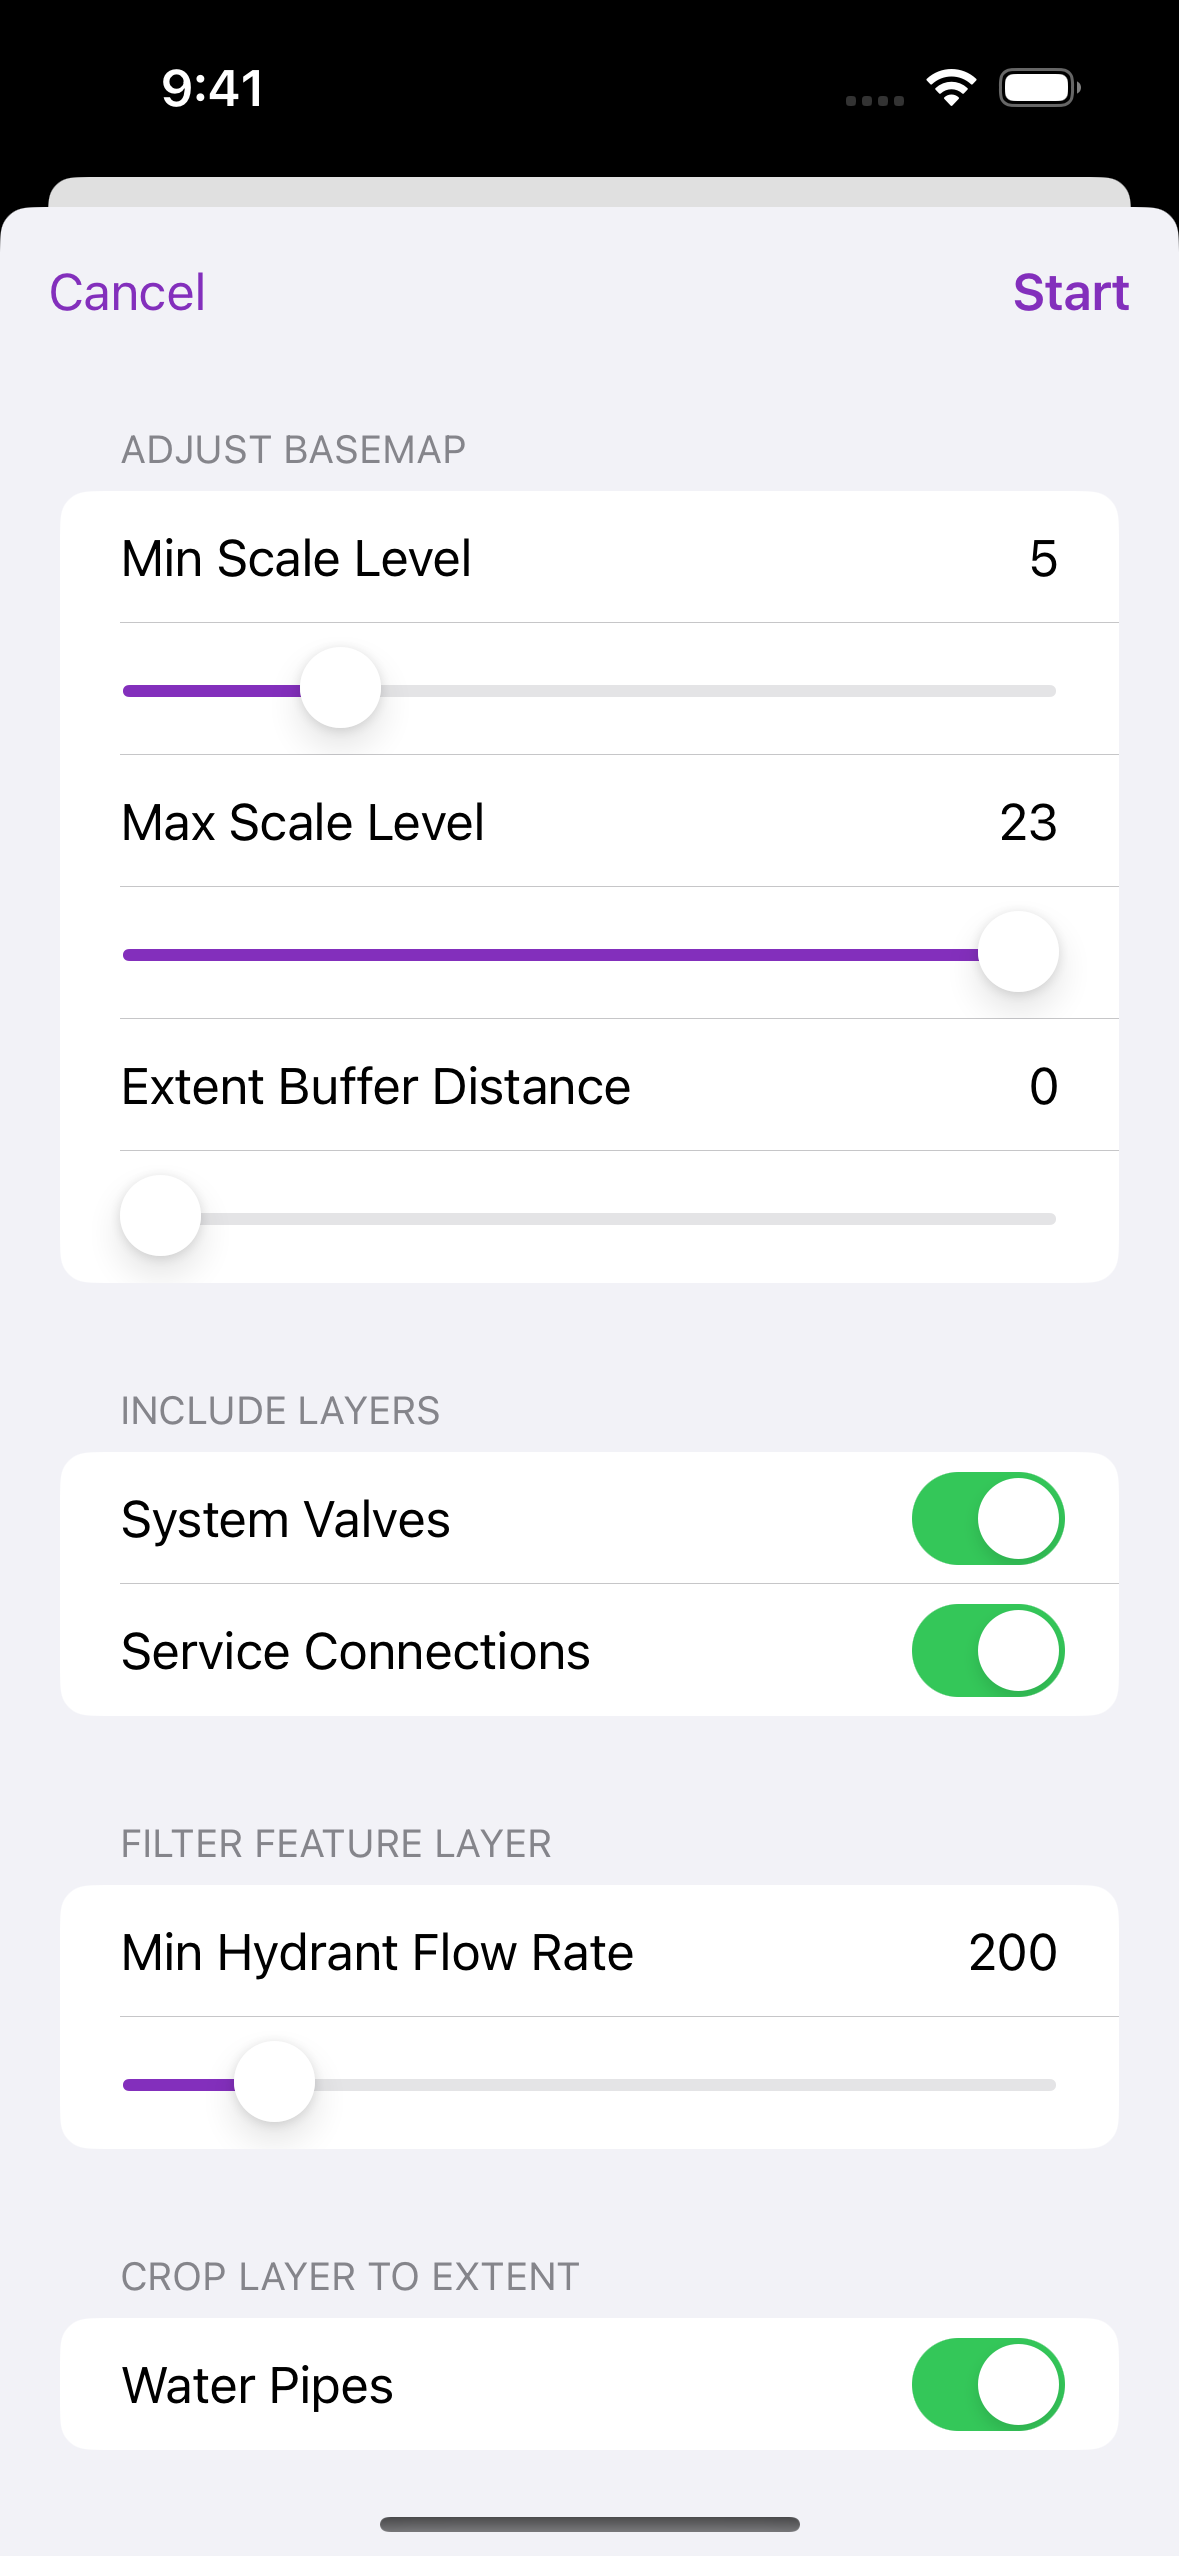 9:41
Cancel Start
ADJUST BASEMAP
Min Scale Level 5
Max Scale Level 23
Extent Buffer Distance 0
INCLUDE LAYERS
System Valves
Service Connections
FILTER FEATURE LAYER
Min Hydrant Flow Rate 200
CROP LAYER TO EXTENT
Water Pipes